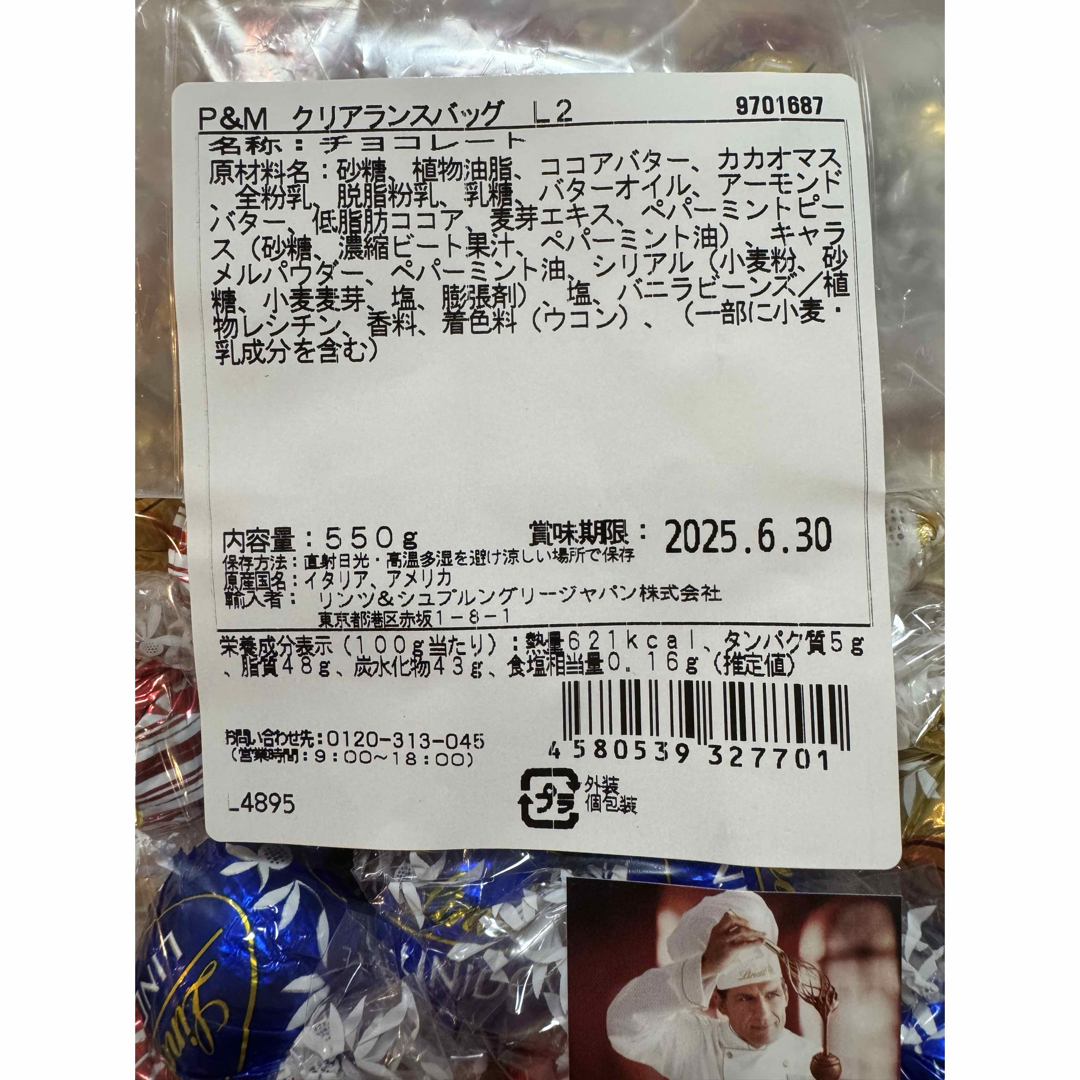 P&M クリアランスバッグ L2
9701687
名称：チョコレート
原材料名：砂糖、植物油脂、ココアバター、カカオマス
、全粉乳、脱脂粉乳、乳糖、バターオイル、アーモンド
バター、低脂肪ココア、麦芽エキス、ペパーミントピー
ス（砂糖、濃縮ビート果汁、ペパーミント油）、キャラ
メルパウダー、ペパーミント油、シリアル（小麦粉、砂
糖、小麦麦芽、塩、膨張剤）、塩、バニラビーンズ／植
物レシチン、香料、着色料（ウコン）、（一部に小麦・
乳成分を含む）
内容量：５５０ｇ 賞味期限：2025.6.30
保存方法：直射日光・高温多湿を避け涼しい場所で保存
原産国名：イタリア、アメリカ
輸入者： リンツ＆シュプルングリージャパン株式会社
東京都港区赤坂１－８－１
栄養成分表示（１００ｇ当たり）：熱量６２１ｋｃａｌ、タンパク質５ｇ
、脂質４８ｇ、炭水化物４３ｇ、食塩相当量０．１６ｇ（推定値）
4 580539 327701
お問い合わせ先：0120-313-045
（営業時間：９：００～１８：００）
プラ
外装
個包装
L4895
Lindt